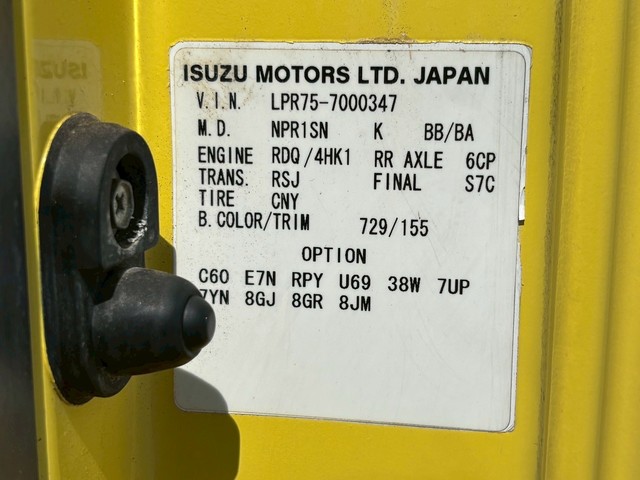 ISUZU MOTORS LTD. JAPAN
V.I.N. LPR75-7000347
M.D. NPR1SN K BB/BA
ENGINE RDQ/4HK1 RR AXLE 6CP
TRANS. RSJ FINAL S7C
TIRE CNY
B.COLOR/TRIM 729/155
OPTION
C60 E7N RPY U69 38W 7UP
7YN 8GJ 8GR 8JM